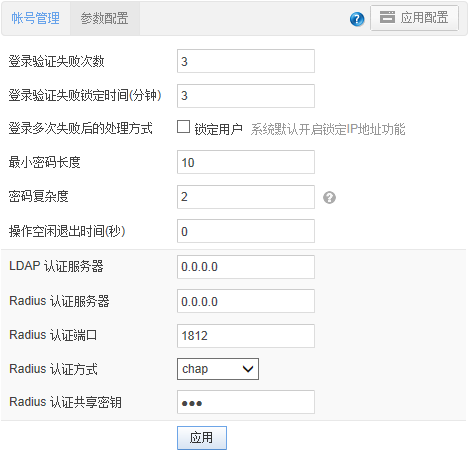 帐号管理 参数配置 ? 应用配置
登录验证失败次数 3
登录验证失败锁定时间(分钟) 3
登录多次失败后的处理方式 锁定用户 系统默认开启锁定IP地址功能
最小密码长度 10
密码复杂度 2 ?
操作空闲退出时间(秒) 0
LDAP 认证服务器 0.0.0.0
Radius 认证服务器 0.0.0.0
Radius 认证端口 1812
Radius 认证方式 chap
Radius 认证共享密钥 ●●●
应用